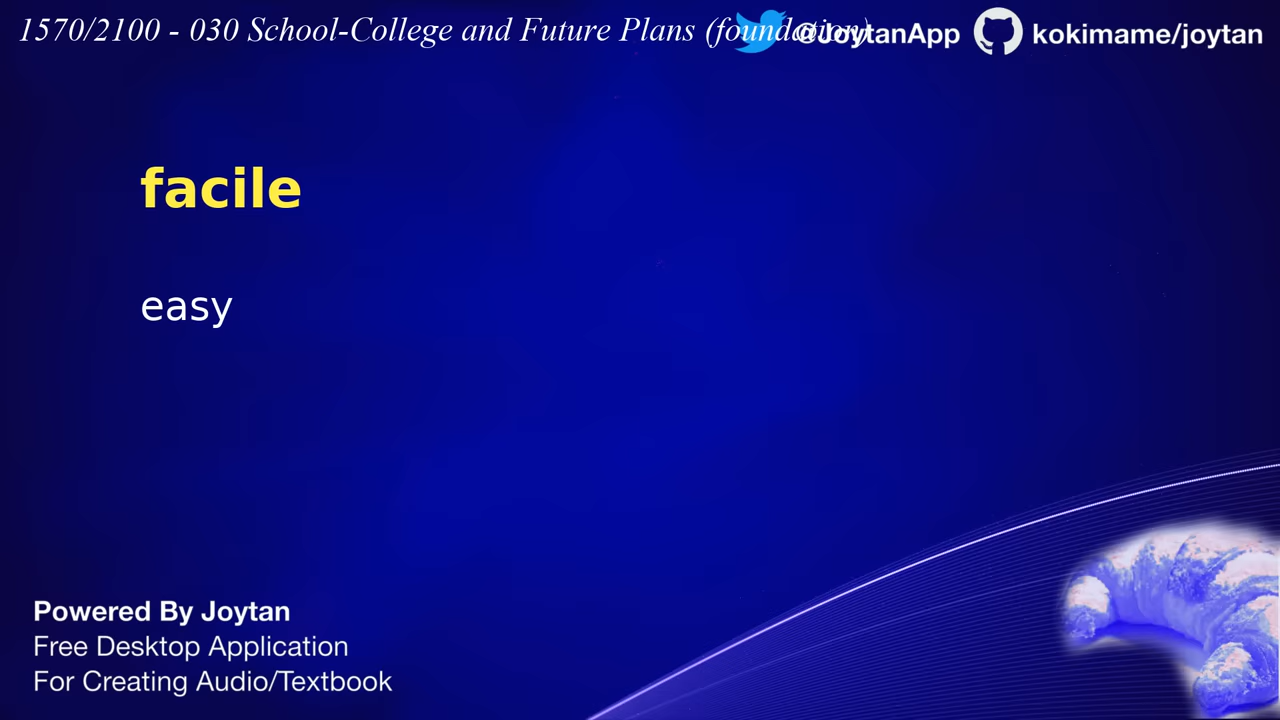 1570/2100 - 030 School-College and Future Plans (foundation)
@JoytanApp
kokimame/joytan
facile
easy
Powered By Joytan
Free Desktop Application
For Creating Audio/Textbook